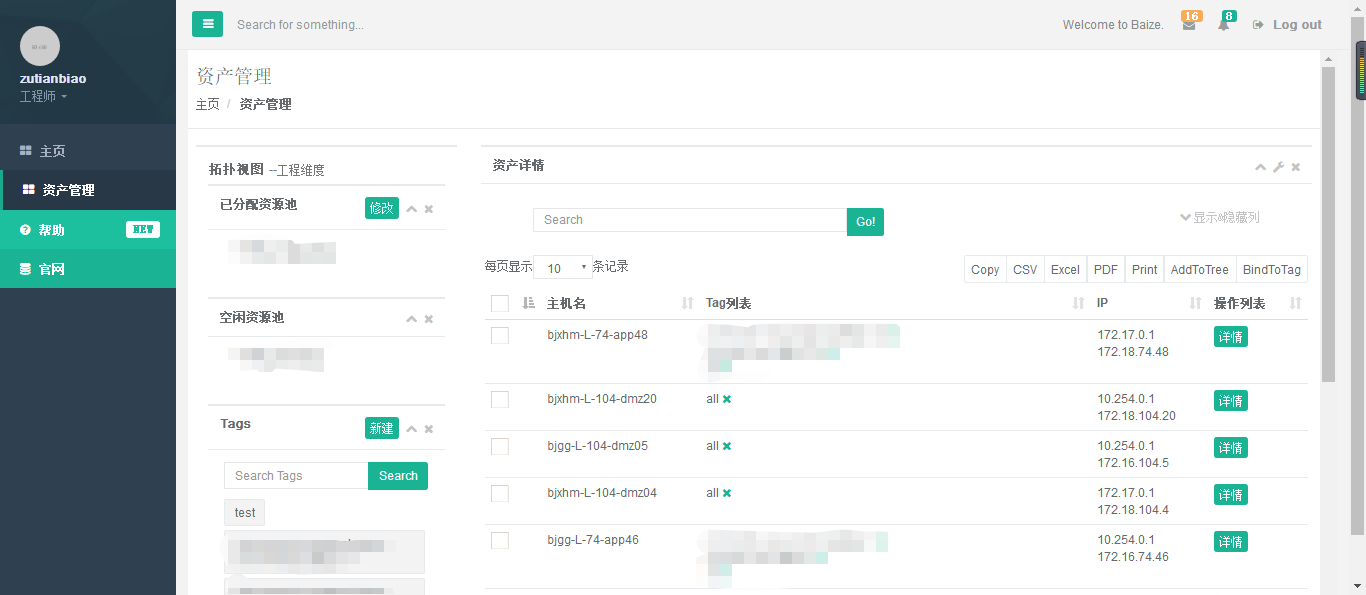 zutianbiao
工程师
主页
资产管理
帮助 NEW
官网
Search for something...
Welcome to Baize. 16 8 Log out
资产管理
主页 / 资产管理
拓扑视图 --工程维度
已分配资源池 修改
空闲资源池
Tags 新建
Search Tags Search
test
资产详情
Search Go!
显示&隐藏列
每页显示 10 条记录
Copy CSV Excel PDF Print AddToTree BindToTag
主机名 Tag列表 IP 操作列表
bjxhm-L-74-app48 172.17.0.1 详情
172.18.74.48
bjxhm-L-104-dmz20 all 10.254.0.1 详情
172.18.104.20
bjgg-L-104-dmz05 all 10.254.0.1 详情
172.16.104.5
bjxhm-L-104-dmz04 all 172.17.0.1 详情
172.18.104.4
bjgg-L-74-app46 10.254.0.1 详情
172.16.74.46